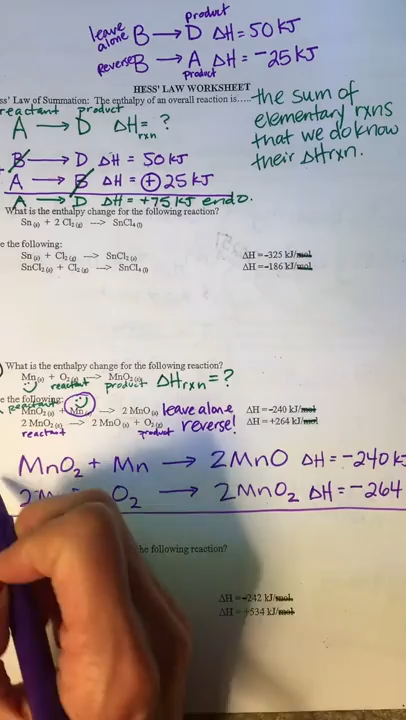 product
leave alone B → D ΔH = 50 kJ
reverse B → A ΔH = -25 kJ
product
HESS' LAW WORKSHEET
ss' Law of Summation: The enthalpy of an overall reaction is.....
the sum of
elementary rxns
that we do know
their ΔHrxn.
reactant product
A → D ΔHrxn = ?
B → D ΔH = 50 kJ
A → B ΔH = + 25 kJ
A → D ΔH = +75 kJ endo.
What is the enthalpy change for the following reaction?
Sn (s) + 2 Cl2 (g) --> SnCl4 (l)
e the following:
Sn (s) + Cl2 (g) --> SnCl2 (s) ΔH = -325 kJ/mol
SnCl2 (s) + Cl2 (g) --> SnCl4 (l) ΔH = -186 kJ/mol
What is the enthalpy change for the following reaction?
Mn (s) + O2 (g) --> MnO2 (s) ΔHrxn = ?
reactant product
e the following:
reactant
MnO2 (s) + Mn (s) --> 2 MnO (s) leave alone ΔH = -240 kJ/mol
2 MnO2 (s) --> 2 MnO (s) + O2 (g) reverse! ΔH = +264 kJ/mol
reactant product
MnO2 + Mn → 2MnO ΔH = -240 k
O2 → 2MnO2 ΔH = -264
he following reaction?
ΔH = -242 kJ/mol
ΔH = +534 kJ/mol